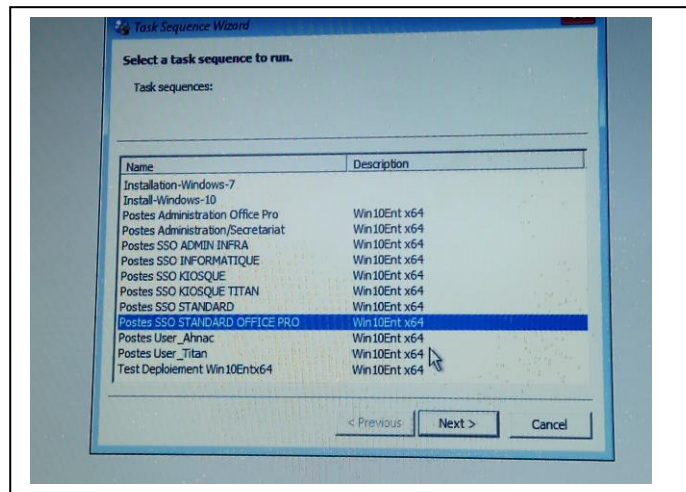 Task Sequence Wizard
Select a task sequence to run.
Task sequences:
Name Description
Installation-Windows-7
Install-Windows-10
Postes Administration Office Pro Win10Ent x64
Postes Administration/Secretariat Win10Ent x64
Postes SSO ADMIN INFRA Win10Ent x64
Postes SSO INFORMATIQUE Win10Ent x64
Postes SSO KIOSQUE Win10Ent x64
Postes SSO KIOSQUE TITAN Win10Ent x64
Postes SSO STANDARD Win10Ent x64
Postes SSO STANDARD OFFICE PRO Win10Ent x64
Postes User_Ahnac Win10Ent x64
Postes User_Titan Win10Ent x64
Test Deploiement Win10Entx64 Win10Ent x64
< Previous Next > Cancel